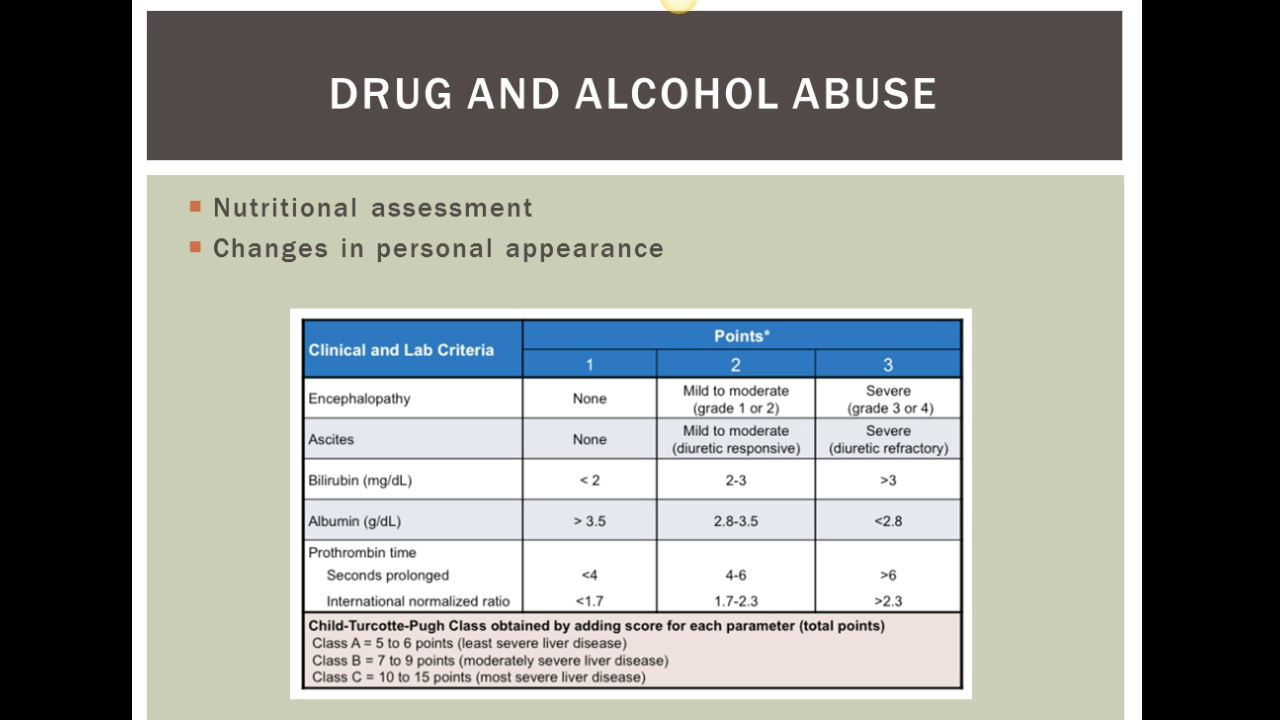 DRUG AND ALCOHOL ABUSE
Nutritional assessment
Changes in personal appearance
Clinical and Lab Criteria
Points*
1 2 3
Encephalopathy None Mild to moderate (grade 1 or 2) Severe (grade 3 or 4)
Ascites None Mild to moderate (diuretic responsive) Severe (diuretic refractory)
Bilirubin (mg/dL) < 2 2-3 >3
Albumin (g/dL) > 3.5 2.8-3.5 <2.8
Prothrombin time
Seconds prolonged <4 4-6 >6
International normalized ratio <1.7 1.7-2.3 >2.3
Child-Turcotte-Pugh Class obtained by adding score for each parameter (total points)
Class A = 5 to 6 points (least severe liver disease)
Class B = 7 to 9 points (moderately severe liver disease)
Class C = 10 to 15 points (most severe liver disease)